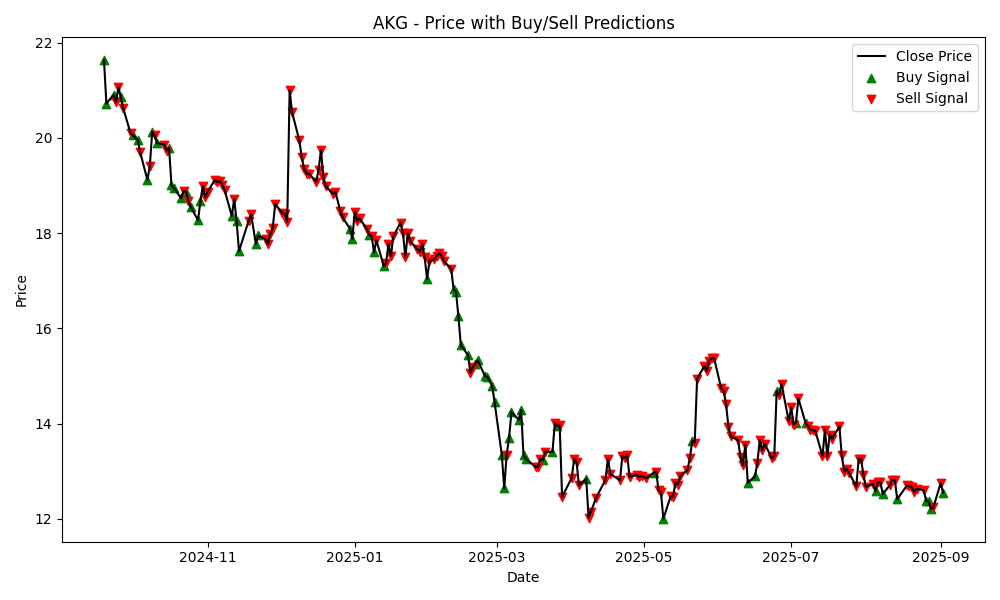 AKG - Price with Buy/Sell Predictions
Close Price
Buy Signal
Sell Signal
Price
22
20
18
16
14
12
2024-11
2025-01
2025-03
2025-05
2025-07
2025-09
Date